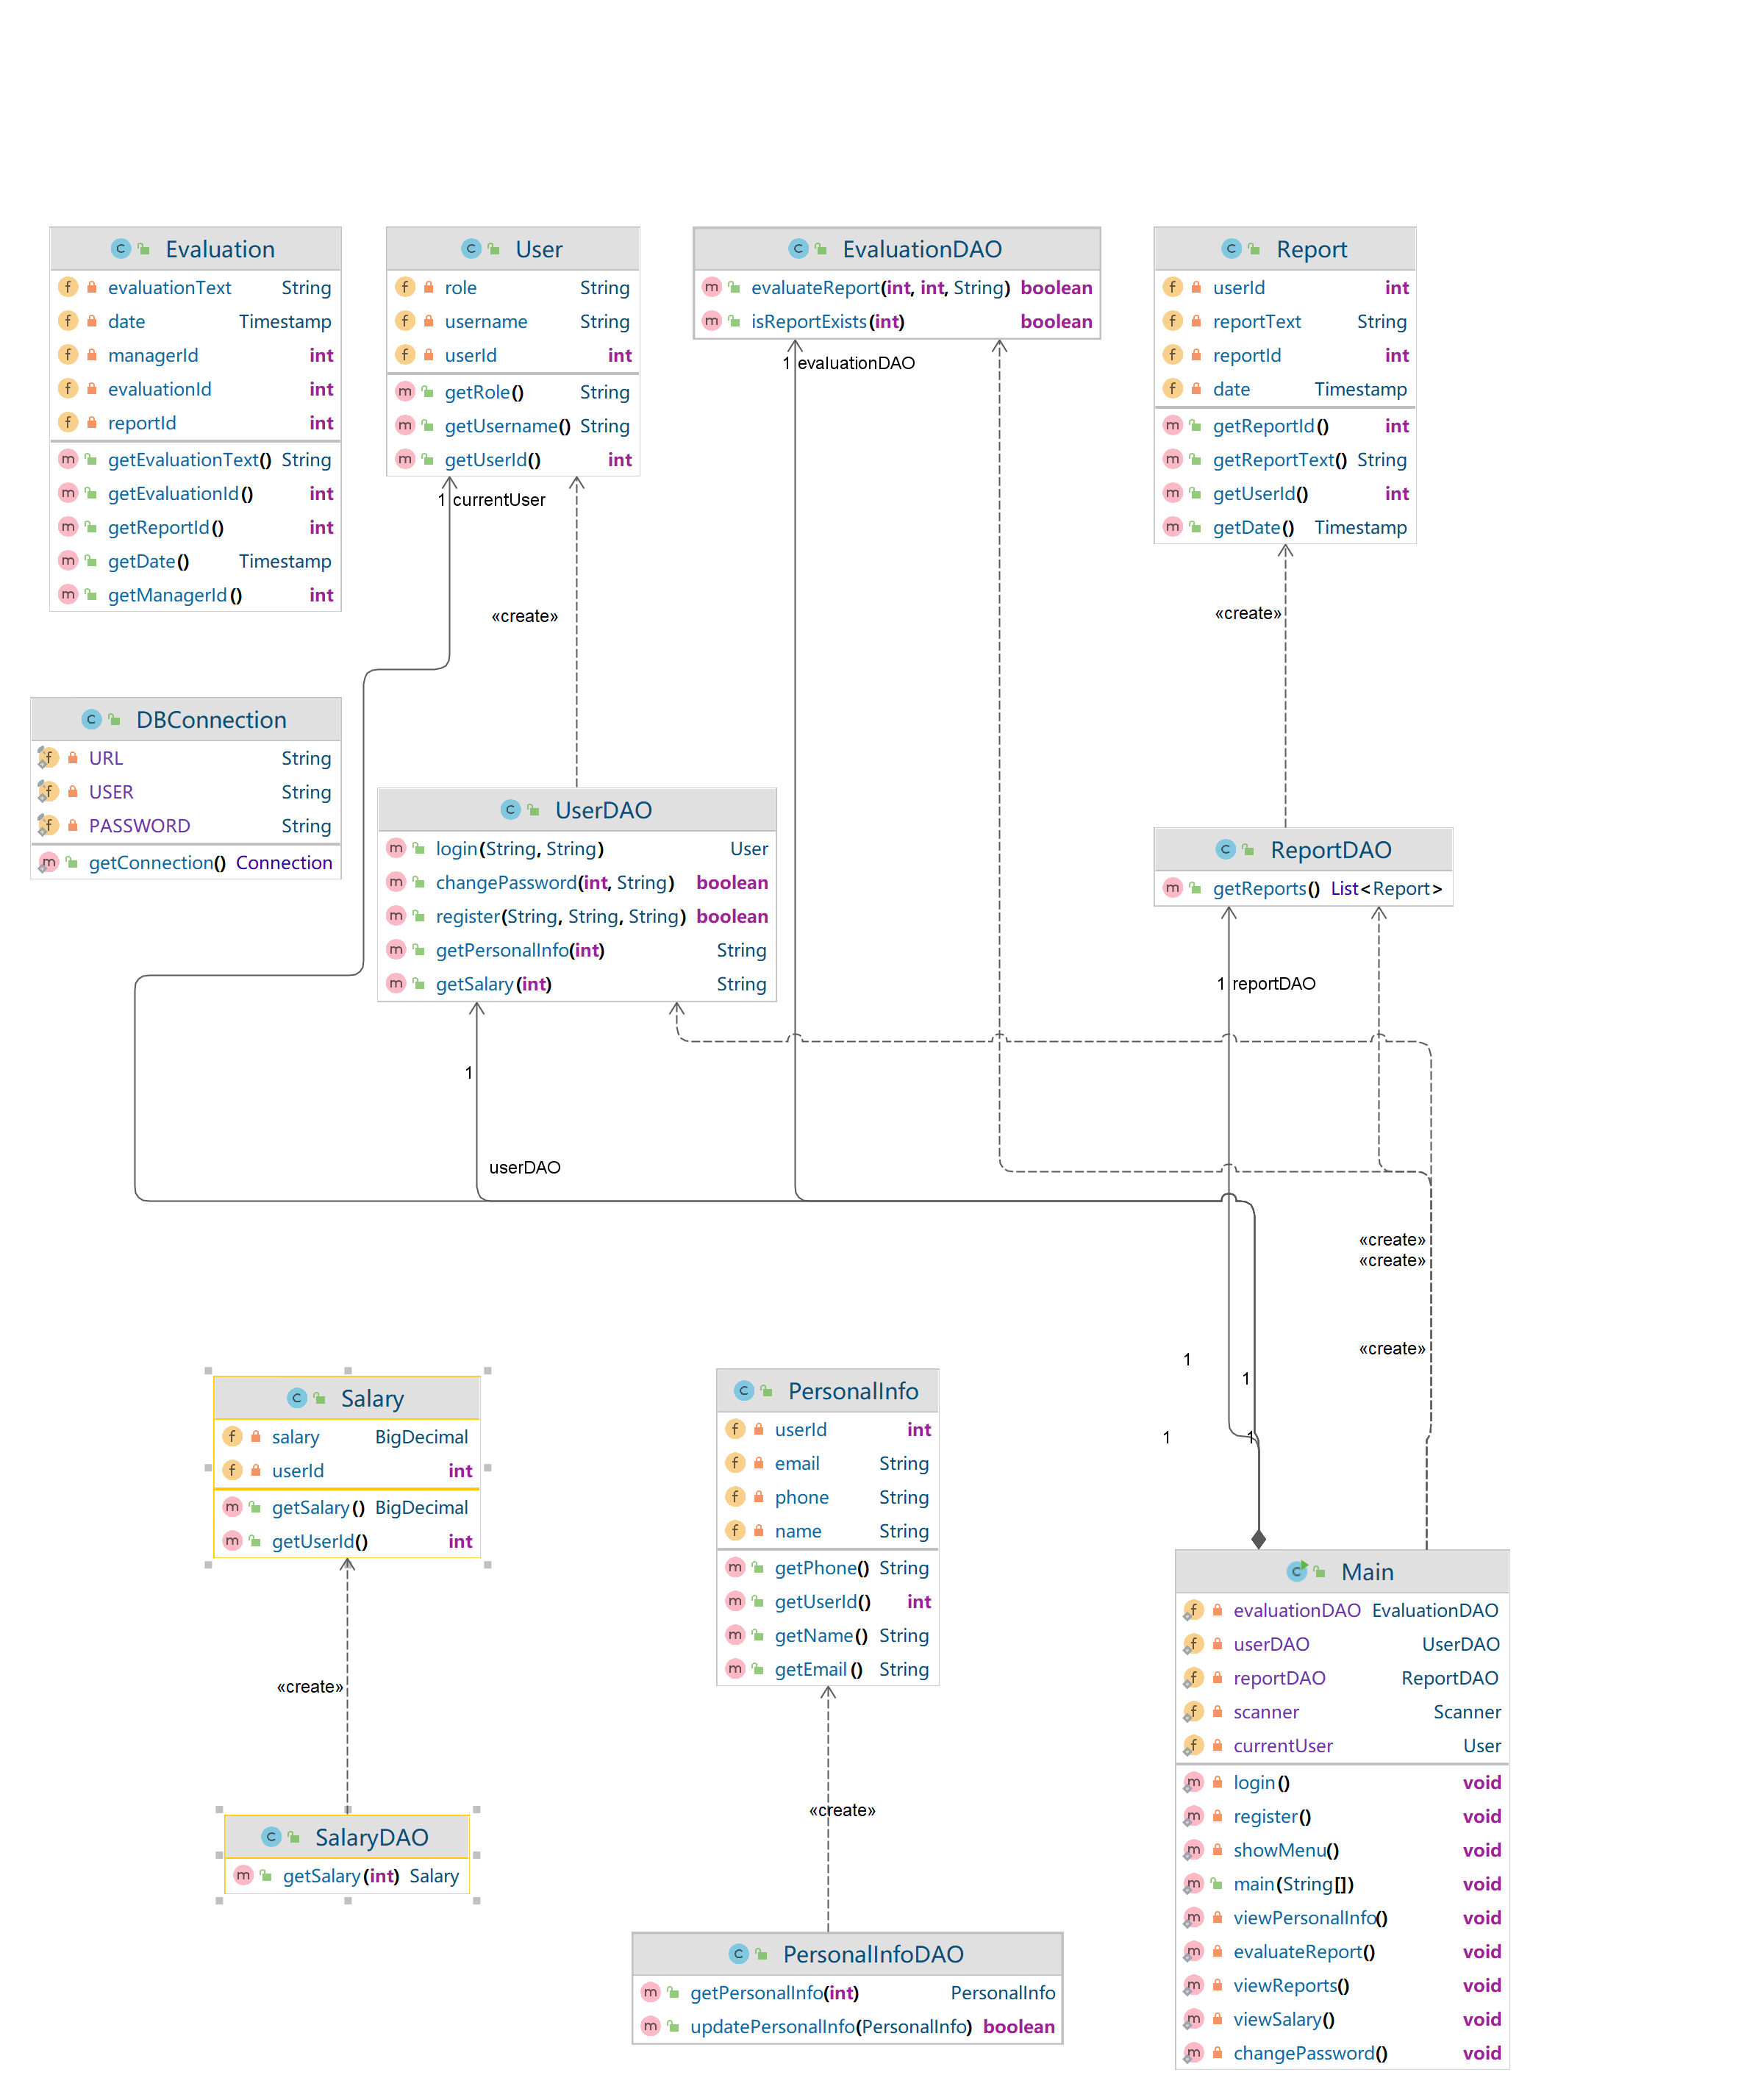 Evaluation
evaluationText String
date Timestamp
managerId int
evaluationId int
reportId int
getEvaluationText() String
getEvaluationId() int
getReportId() int
getDate() Timestamp
getManagerId() int
User
role String
username String
userId int
getRole() String
getUsername() String
getUserId() int
1 currentUser
EvaluationDAO
evaluateReport(int, int, String) boolean
isReportExists(int) boolean
1 evaluationDAO
Report
userId int
reportText String
reportId int
date Timestamp
getReportId() int
getReportText() String
getUserId() int
getDate() Timestamp
«create»
«create»
DBConnection
URL String
USER String
PASSWORD String
getConnection() Connection
UserDAO
login(String, String) User
changePassword(int, String) boolean
register(String, String, String) boolean
getPersonalInfo(int) String
getSalary(int) String
ReportDAO
getReports() List<Report>
1 reportDAO
1
userDAO
«create»
«create»
«create»
1
1
1
1
Salary
salary BigDecimal
userId int
getSalary() BigDecimal
getUserId() int
«create»
SalaryDAO
getSalary(int) Salary
PersonalInfo
userId int
email String
phone String
name String
getPhone() String
getUserId() int
getName() String
getEmail() String
«create»
PersonalInfoDAO
getPersonalInfo(int) PersonalInfo
updatePersonalInfo(PersonalInfo) boolean
Main
evaluationDAO EvaluationDAO
userDAO UserDAO
reportDAO ReportDAO
scanner Scanner
currentUser User
login() void
register() void
showMenu() void
main(String[]) void
viewPersonalInfo() void
evaluateReport() void
viewReports() void
viewSalary() void
changePassword() void